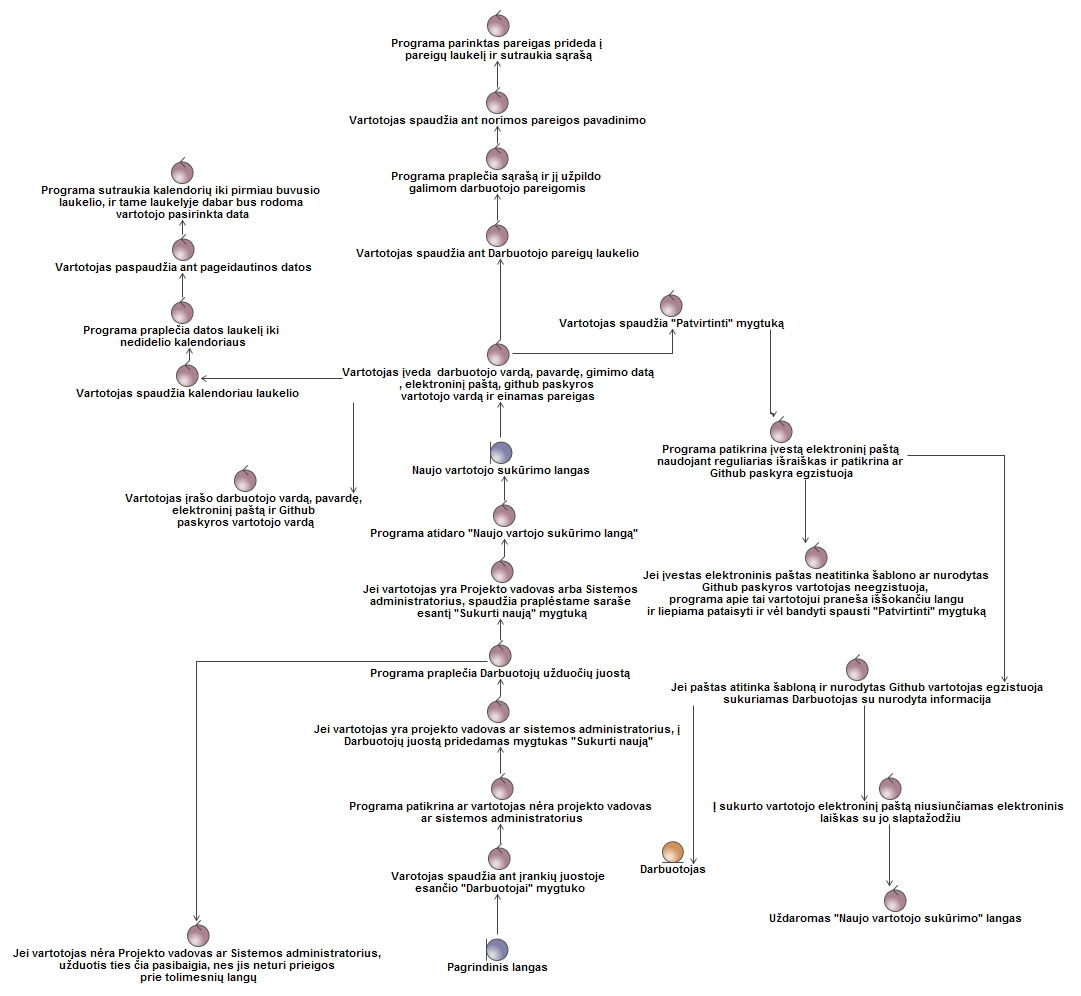 Programa parinktas pareigas prideda į
pareigų laukelį ir sutraukia sąrašą
Vartotojas spaudžia ant norimos pareigos pavadinimo
Programa praplečia sąrašą ir jį užpildo
galimom darbuotojo pareigomis
Programa sutraukia kalendorių iki pirmiau buvusio
laukelio, ir tame laukelyje dabar bus rodoma
vartotojo pasirinkta data
Vartotojas spaudžia ant Darbuotojo pareigų laukelio
Vartotojas paspaudžia ant pageidautinos datos
Vartotojas spaudžia "Patvirtinti" mygtuką
Programa praplečia datos laukelį iki
nedidelio kalendoriaus
Vartotojas įveda  darbuotojo vardą, pavardę, gimimo datą
, elektroninį paštą, github paskyros
vartotojo vardą ir einamas pareigas
Vartotojas spaudžia kalendoriau laukelio
Programa patikrina įvestą elektroninį paštą
naudojant reguliarias išraiškas ir patikrina ar
Github paskyra egzistuoja
Naujo vartotojo sukūrimo langas
Vartotojas įrašo darbuotojo vardą, pavardę,
elektroninį paštą ir Github
paskyros vartotojo vardą
Programa atidaro "Naujo vartojo sukūrimo langą"
Jei įvestas elektroninis paštas neatitinka šablono ar nurodytas
Github paskyros vartotojas neegzistuoja,
programa apie tai vartotojui praneša iššokančiu langu
ir liepiama pataisyti ir vėl bandyti spausti "Patvirtinti" mygtuką
Jei vartotojas yra Projekto vadovas arba Sistemos
administratorius, spaudžia praplėstame saraše
esantį "Sukurti naują" mygtuką
Programa praplečia Darbuotojų užduočių juostą
Jei paštas atitinka šabloną ir nurodytas Github vartotojas egzistuoja
sukuriamas Darbuotojas su nurodyta informacija
Jei vartotojas yra projekto vadovas ar sistemos administratorius, į
Darbuotojų juostą pridedamas mygtukas "Sukurti naują"
Programa patikrina ar vartotojas nėra projekto vadovas
ar sistemos administratorius
Į sukurto vartotojo elektroninį paštą niusiunčiamas elektroninis
laiškas su jo slaptažodžiu
Varotojas spaudžia ant įrankių juostoje
esančio "Darbuotojai" mygtuko
Darbuotojas
Uždaromas "Naujo vartotojo sukūrimo" langas
Jei vartotojas nėra Projekto vadovas ar Sistemos administratorius,
užduotis ties čia pasibaigia, nes jis neturi prieigos
prie tolimesnių langų
Pagrindinis langas